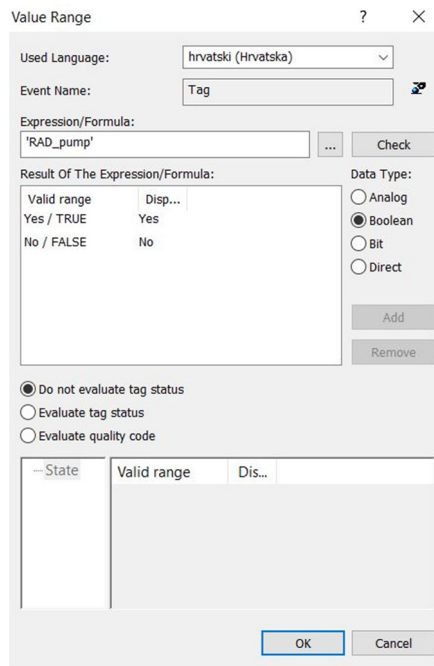 Value Range
Used Language:
hrvatski (Hrvatska)
Event Name:
Tag
Expression/Formula:
'RAD_pump'
...
Check
Result Of The Expression/Formula:
Data Type:
Valid range Disp...
Yes / TRUE Yes
No / FALSE No
Analog
Boolean
Bit
Direct
Add
Remove
Do not evaluate tag status
Evaluate tag status
Evaluate quality code
State
Valid range Dis...
OK
Cancel